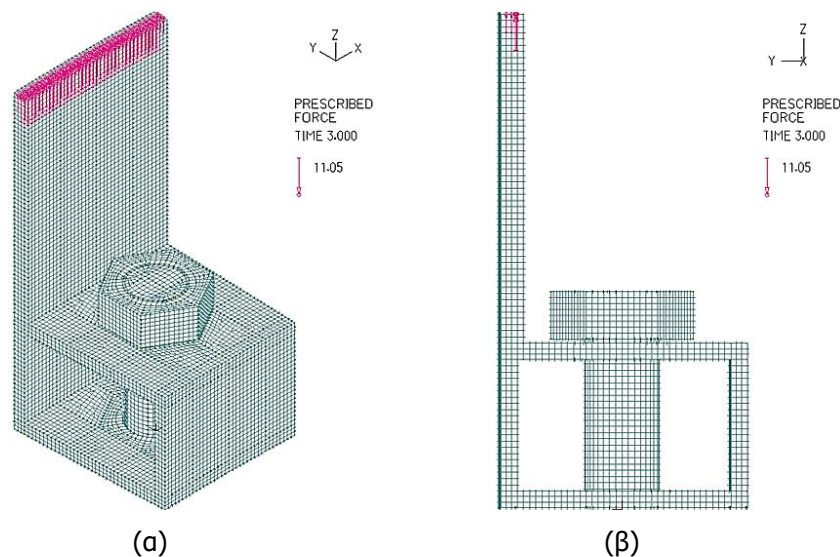 Z
Y X
PRESCRIBED
FORCE
TIME 3.000
11.05
(α)
Z
Y X
PRESCRIBED
FORCE
TIME 3.000
11.05
(β)